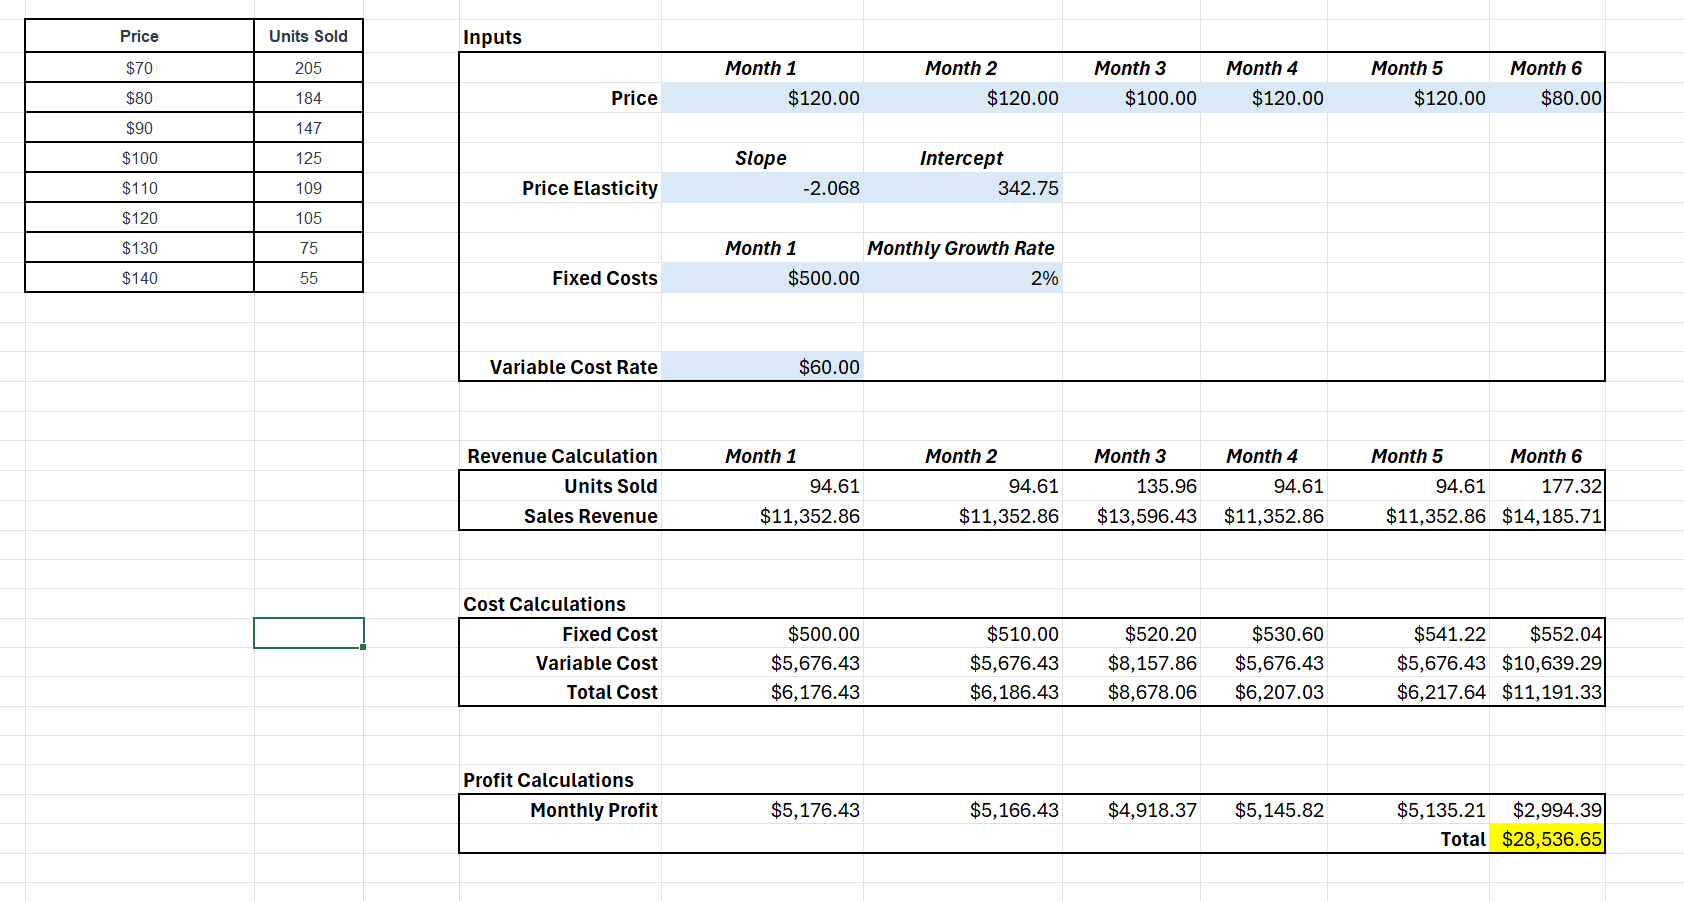 Price Units Sold
$70 205
$80 184
$90 147
$100 125
$110 109
$120 105
$130 75
$140 55
Inputs
Month 1 Month 2 Month 3 Month 4 Month 5 Month 6
Price $120.00 $120.00 $100.00 $120.00 $120.00 $80.00
Slope Intercept
Price Elasticity -2.068 342.75
Month 1 Monthly Growth Rate
Fixed Costs $500.00 2%
Variable Cost Rate $60.00
Revenue Calculation Month 1 Month 2 Month 3 Month 4 Month 5 Month 6
Units Sold 94.61 94.61 135.96 94.61 94.61 177.32
Sales Revenue $11,352.86 $11,352.86 $13,596.43 $11,352.86 $11,352.86 $14,185.71
Cost Calculations
Fixed Cost $500.00 $510.00 $520.20 $530.60 $541.22 $552.04
Variable Cost $5,676.43 $5,676.43 $8,157.86 $5,676.43 $5,676.43 $10,639.29
Total Cost $6,176.43 $6,186.43 $8,678.06 $6,207.03 $6,217.64 $11,191.33
Profit Calculations
Monthly Profit $5,176.43 $5,166.43 $4,918.37 $5,145.82 $5,135.21 $2,994.39
Total $28,536.65